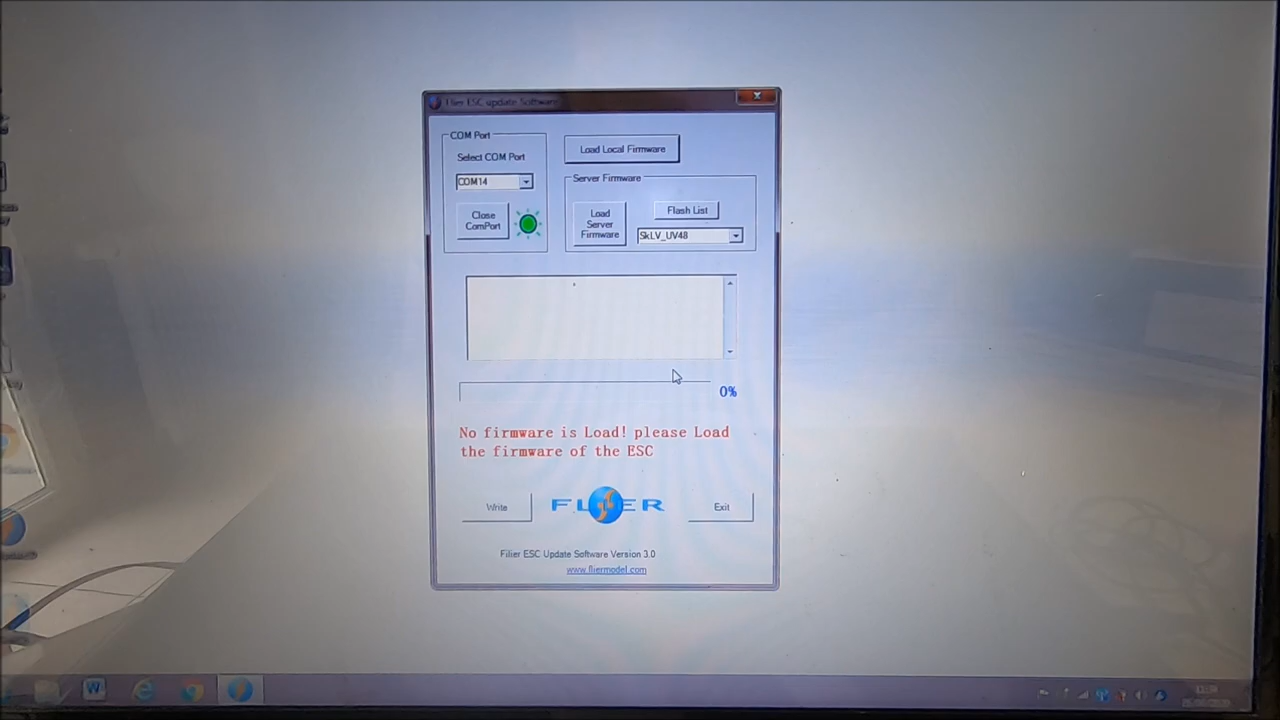 Flier ESC update Software
COM Port
Select COM Port
COM14
Close
ComPort
Load Local Firmware
Server Firmware
Load
Server
Firmware
Flash List
SkLV_UV48
0%
No firmware is Load! please Load
the firmware of the ESC
Write
FLIER
Exit
Filier ESC Update Software Version 3.0
www.fliermodel.com